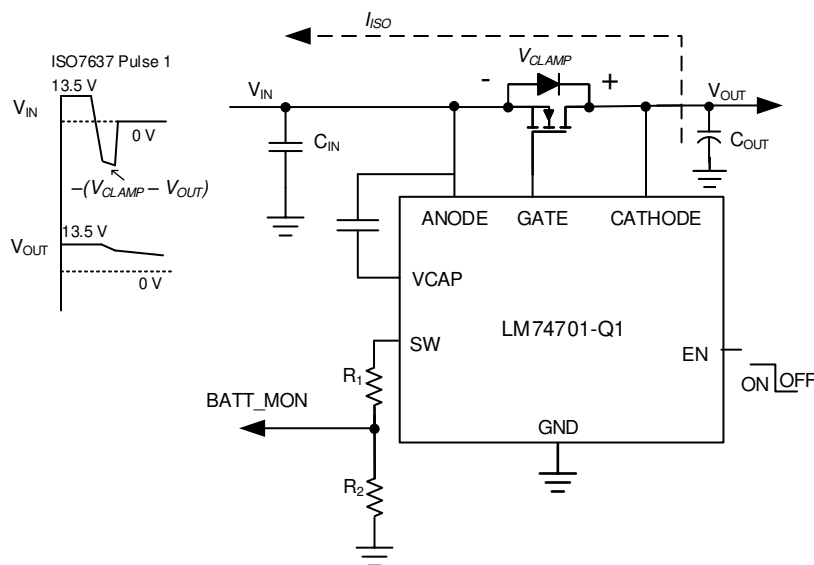 I_ISO
ISO7637 Pulse 1
13.5 V
V_IN
0 V
–(V_CLAMP – V_OUT)
13.5 V
V_OUT
0 V
V_CLAMP
- +
V_IN
V_OUT
C_IN
C_OUT
ANODE GATE CATHODE
VCAP
LM74701-Q1
SW
EN
R_1
ON OFF
BATT_MON
GND
R_2